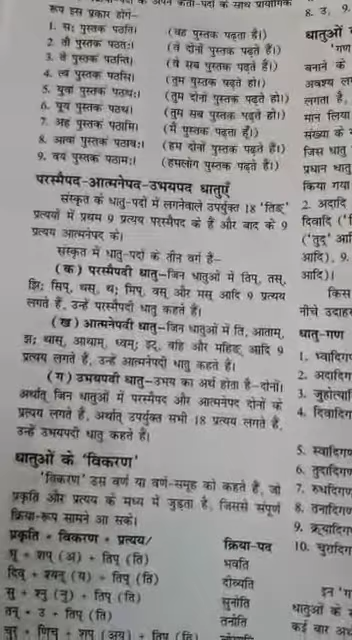 रूप इस प्रकार होंगे-
1. सः पुस्तक पठति। (वह पढ़ता है।)
2. तौ पुस्तक पठतः। (वे दोनों पुस्तक पढ़ते हैं।)
3. ते पुस्तक पठन्ति। (वे सब पुस्तक पढ़ते हैं।)
4. त्व पुस्तक पठसि। (तुम पुस्तक पढ़ते हो।)
5. युवा पुस्तक पठथः। (तुम दोनों पुस्तक पढ़ते हो।)
6. यूय पुस्तक पठथ। (तुम सब पुस्तक पढ़ते हो।)
7. अह पुस्तक पठामि। (मैं पुस्तक पढ़ता हूँ।)
8. आवा पुस्तक पठावः। (हम दोनों पुस्तक पढ़ते हैं।)
9. वय पुस्तक पठामः। (हमलोग पुस्तक पढ़ते हैं।)
परस्मैपद-आत्मनेपद-उभयपद धातुएँ
संस्कृत के धातु-पदों में लगनेवाले उपर्युक्त 18 'तिङ्'
प्रत्ययों में प्रथम 9 प्रत्यय परस्मैपद के हैं और बाद के 9
प्रत्यय आत्मनेपद के।
संस्कृत में धातु-पदों के तीन वर्ग हैं-
(क) परस्मैपदी धातु-जिन धातुओं में तिप्, तस्,
झि; सिप्, थस्, थ; मिप्, वस् और मस् आदि 9 प्रत्यय
लगते हैं, उन्हें परस्मैपदी धातु कहते हैं।
(ख) आत्मनेपदी धातु-जिन धातुओं में ति, आताम्,
झ; थास्, आथाम्, ध्वम्; इट्, वहि और महिङ् आदि 9
प्रत्यय लगते हैं, उन्हें आत्मनेपदी धातु कहते हैं।
(ग) उभयपदी धातु-उभय का अर्थ होता है-दोनों।
अर्थात् जिन धातुओं में परस्मैपद और आत्मनेपद दोनों के
प्रत्यय लगते हैं, अर्थात् उपर्युक्त सभी 18 प्रत्यय लगते हैं,
उन्हें उभयपदी धातु कहते हैं।
धातुओं के 'विकरण'
'विकरण' उस वर्ण या वर्ण-समूह को कहते हैं, जो
प्रकृति और प्रत्यय के मध्य में जुड़ता है, जिससे संपूर्ण
क्रिया-रूप सामने आ सके।
प्रकृति + विकरण + प्रत्यय/ क्रिया-पद
भू + शप् (अ) + तिप् (ति) भवति
दिव् + श्यन् (य) + तिप् (ति) दीव्यति
सु + श्नु (नु) + तिप् (ति) सुनोति
तन् + उ + तिप् (ति) तनोति
चुर् + णिच् + शप् (अय) + तिप् (ति)
8. उ, 9.
धातुओं
'गण
बनाने के
अवश्य लग
लगता है,
मान लिया
संख्या के
जिस धातु
प्रधान धातु
किया गया
2. अदादि
दिवादि ('
('तुद्' आदि
आदि), 9.
आदि)।
किस
नीचे उदाहर
धातु-गण
1. भ्वादिगण
2. अदादिगण
3. जुहोत्या
4. दिवादिग
5. स्वादिगण
6. तुदादिगण
7. रुधादिगण
8. तनादिगण
9. क्र्यादिगण
10. चुरादिगण
इन 'ग
धातुओं के
कई बार अ